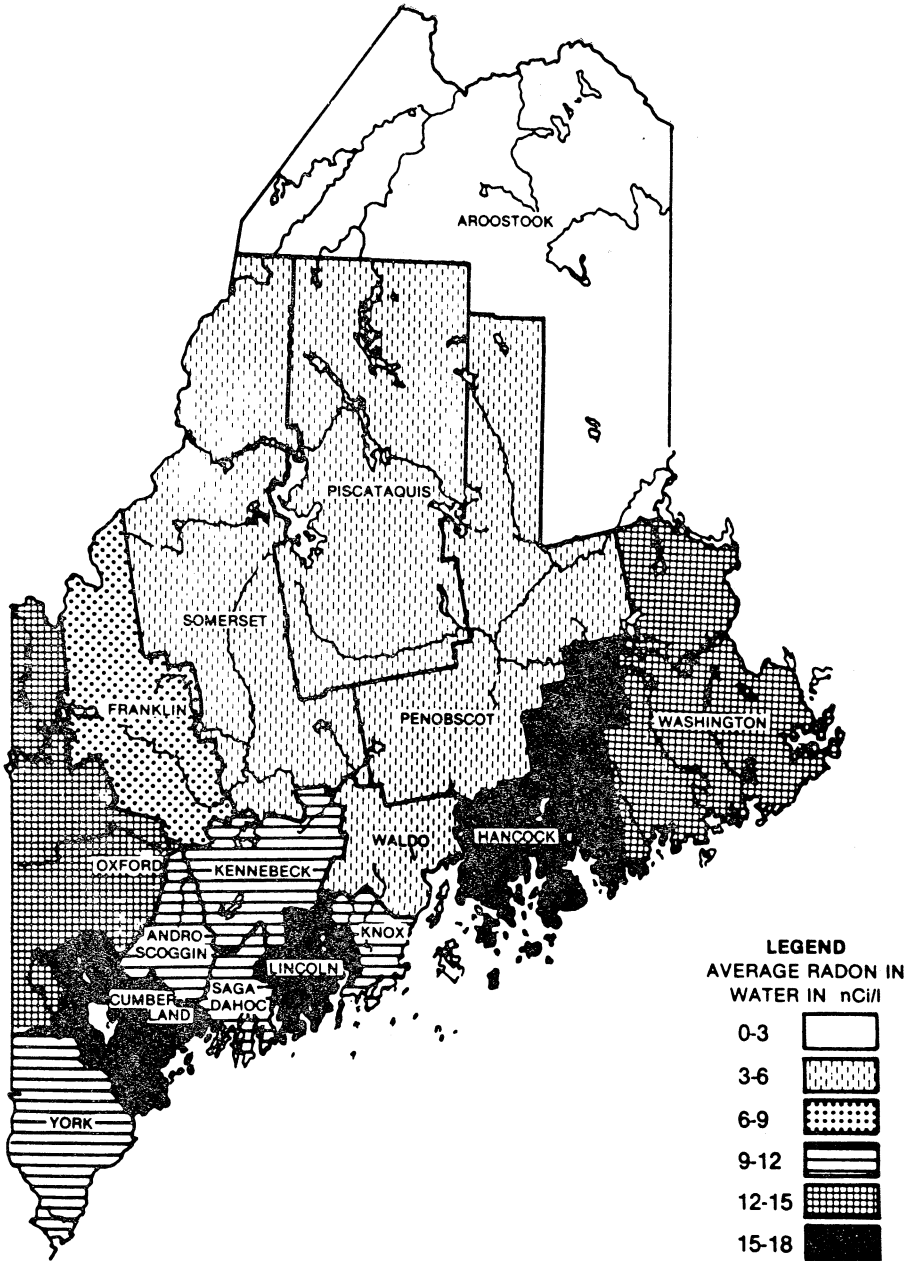 AROOSTOOK
PISCATAQUIS
SOMERSET
FRANKLIN
PENOBSCOT
WASHINGTON
WALDO
HANCOCK
OXFORD
KENNEBECK
ANDRO
SCOGGIN
KNOX
LINCOLN
SAGA
DAHOC
CUMBER
LAND
YORK
LEGEND
AVERAGE RADON IN
WATER IN nCi/l
0-3
3-6
6-9
9-12
12-15
15-18